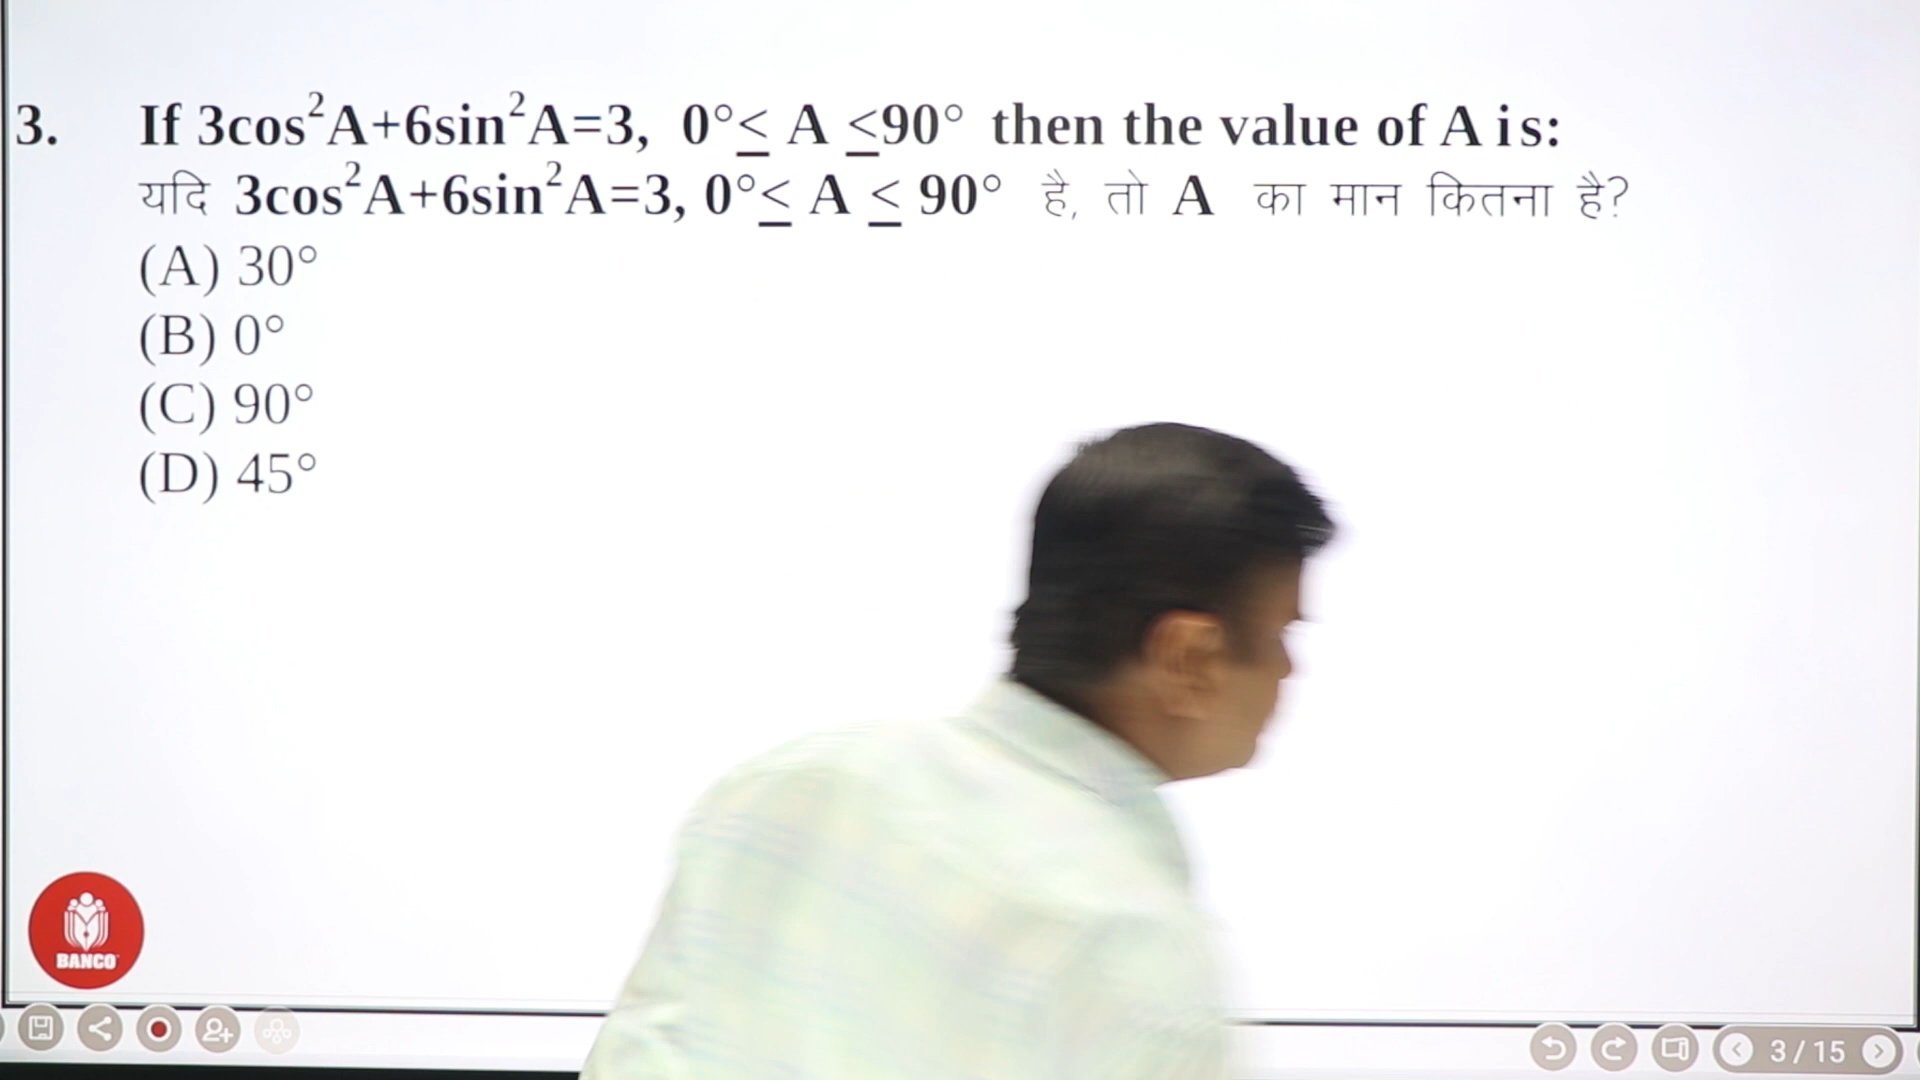 3. If 3cos²A+6sin²A=3, 0°≤ A ≤90° then the value of A is:
यदि 3cos²A+6sin²A=3, 0°≤ A ≤ 90° है, तो A का मान कितना है?
(A) 30°
(B) 0°
(C) 90°
(D) 45°
BANCO
3/15